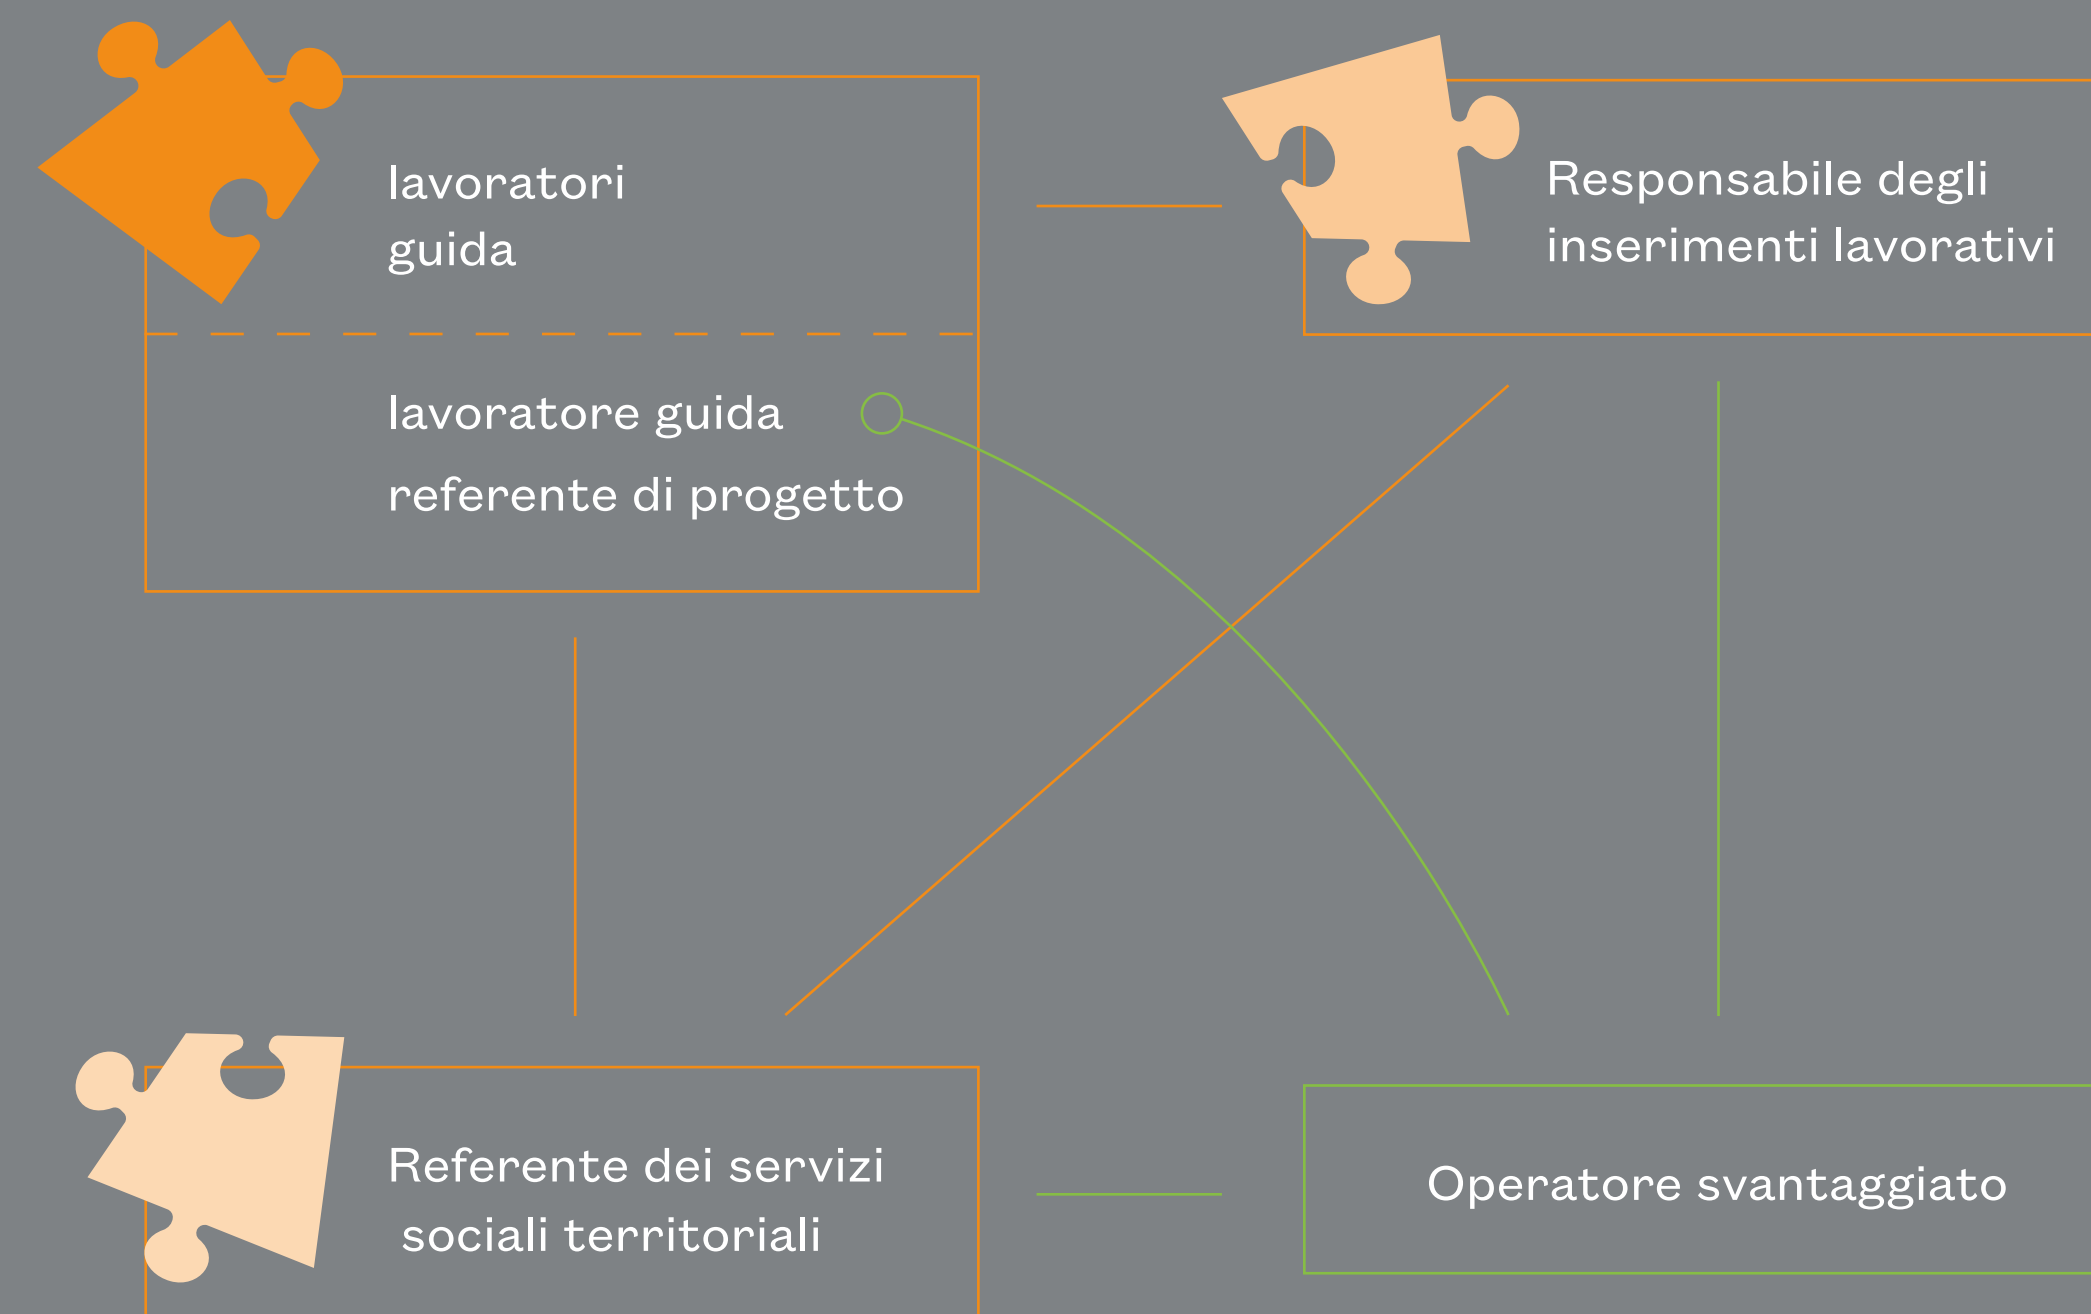 lavoratori
guida
lavoratore guida
referente di progetto
Responsabile degli
inserimenti lavorativi
Referente dei servizi
sociali territoriali
Operatore svantaggiato